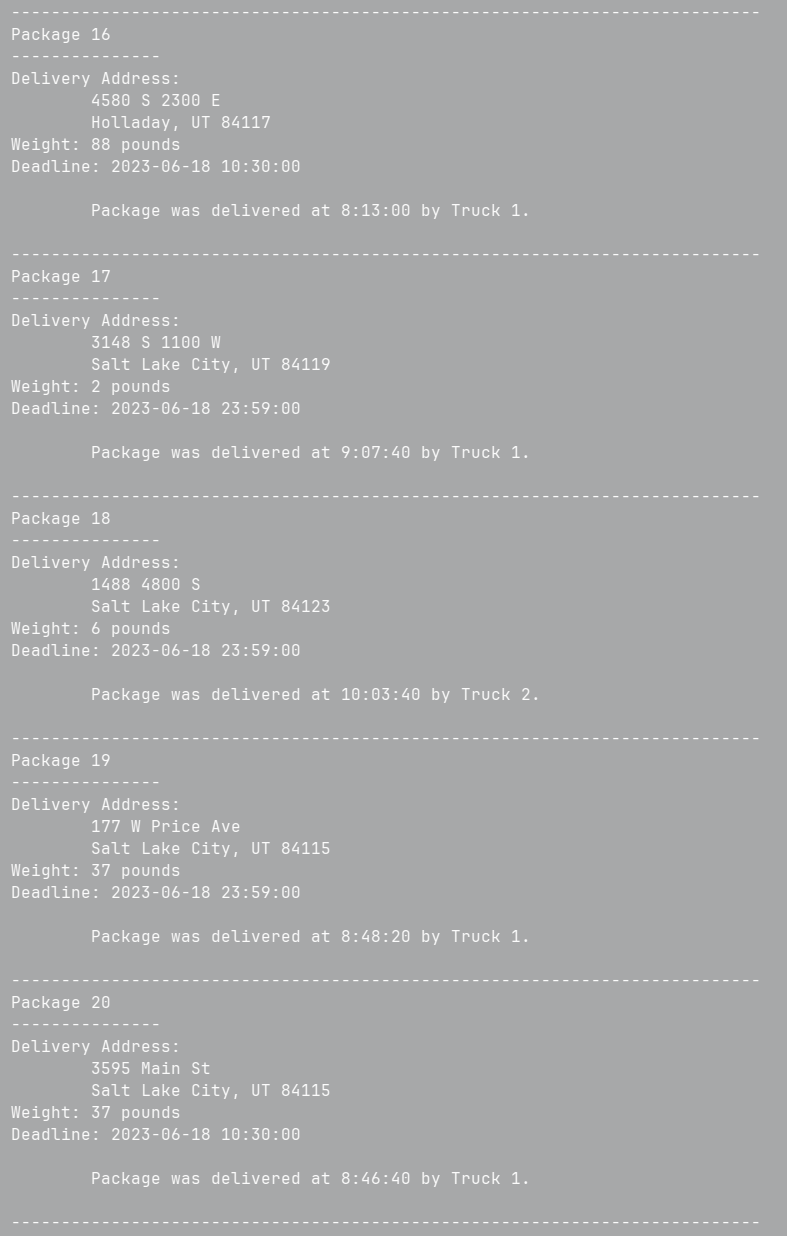 ---------------------------------------------------------------------------
Package 16
---------------
Delivery Address:
        4580 S 2300 E
        Holladay, UT 84117
Weight: 88 pounds
Deadline: 2023-06-18 10:30:00

        Package was delivered at 8:13:00 by Truck 1.

---------------------------------------------------------------------------
Package 17
---------------
Delivery Address:
        3148 S 1100 W
        Salt Lake City, UT 84119
Weight: 2 pounds
Deadline: 2023-06-18 23:59:00

        Package was delivered at 9:07:40 by Truck 1.

---------------------------------------------------------------------------
Package 18
---------------
Delivery Address:
        1488 4800 S
        Salt Lake City, UT 84123
Weight: 6 pounds
Deadline: 2023-06-18 23:59:00

        Package was delivered at 10:03:40 by Truck 2.

---------------------------------------------------------------------------
Package 19
---------------
Delivery Address:
        177 W Price Ave
        Salt Lake City, UT 84115
Weight: 37 pounds
Deadline: 2023-06-18 23:59:00

        Package was delivered at 8:48:20 by Truck 1.

---------------------------------------------------------------------------
Package 20
---------------
Delivery Address:
        3595 Main St
        Salt Lake City, UT 84115
Weight: 37 pounds
Deadline: 2023-06-18 10:30:00

        Package was delivered at 8:46:40 by Truck 1.

---------------------------------------------------------------------------